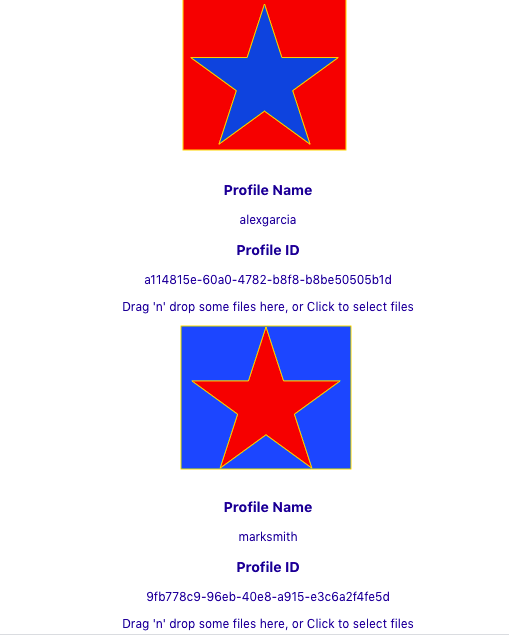 Profile Name
alexgarcia
Profile ID
a114815e-60a0-4782-b8f8-b8be50505b1d
Drag 'n' drop some files here, or Click to select files
Profile Name
marksmith
Profile ID
9fb778c9-96eb-40e8-a915-e3c6a2f4fe5d
Drag 'n' drop some files here, or Click to select files